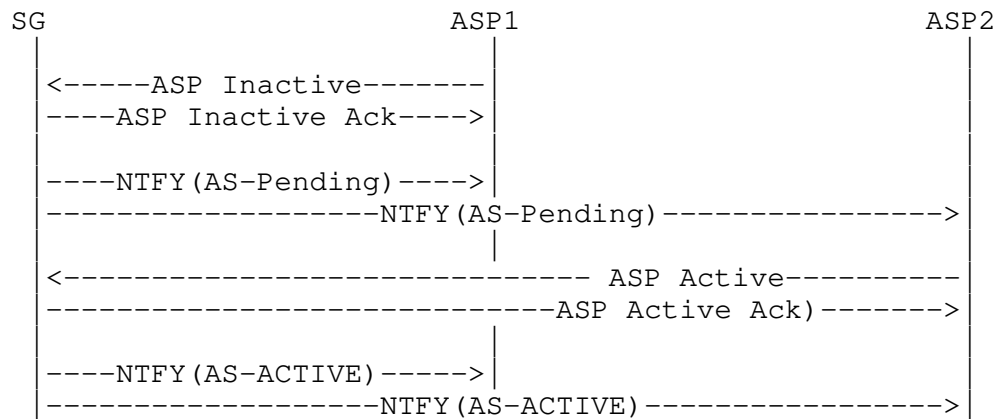 SG ASP1 ASP2
<-----ASP Inactive-------|
|----ASP Inactive Ack---->|
|----NTFY(AS-Pending)---->|
|------------------NTFY(AS-Pending)---------------->|
|<------------------------------ ASP Active----------|
|-----------------------------ASP Active Ack)------->|
|----NTFY(AS-ACTIVE)----->|
|------------------NTFY(AS-ACTIVE)----------------->|